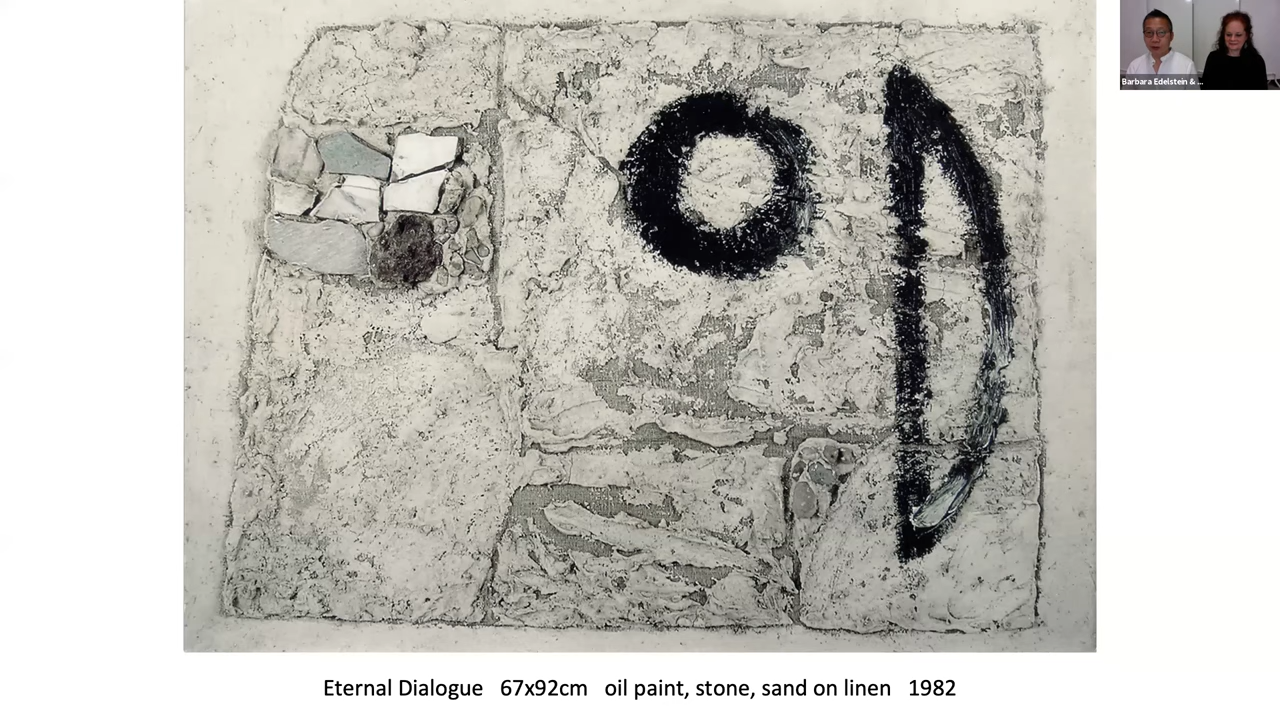 Barbara Edelstein & ...
Eternal Dialogue 67x92cm oil paint, stone, sand on linen 1982